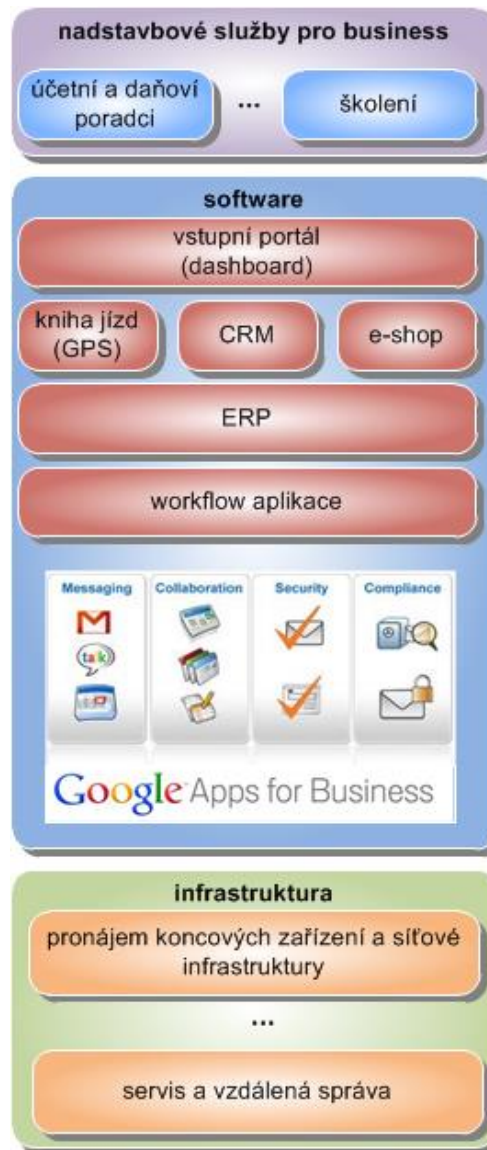 nadstavbové služby pro business
účetní a daňoví
poradci
...
školení
software
vstupní portál
(dashboard)
kniha jízd
(GPS)
CRM
e-shop
ERP
workflow aplikace
Messaging
Collaboration
Security
Compliance
talk
Google Apps for Business
infrastruktura
pronájem koncových zařízení a síťové
infrastruktury
...
servis a vzdálená správa